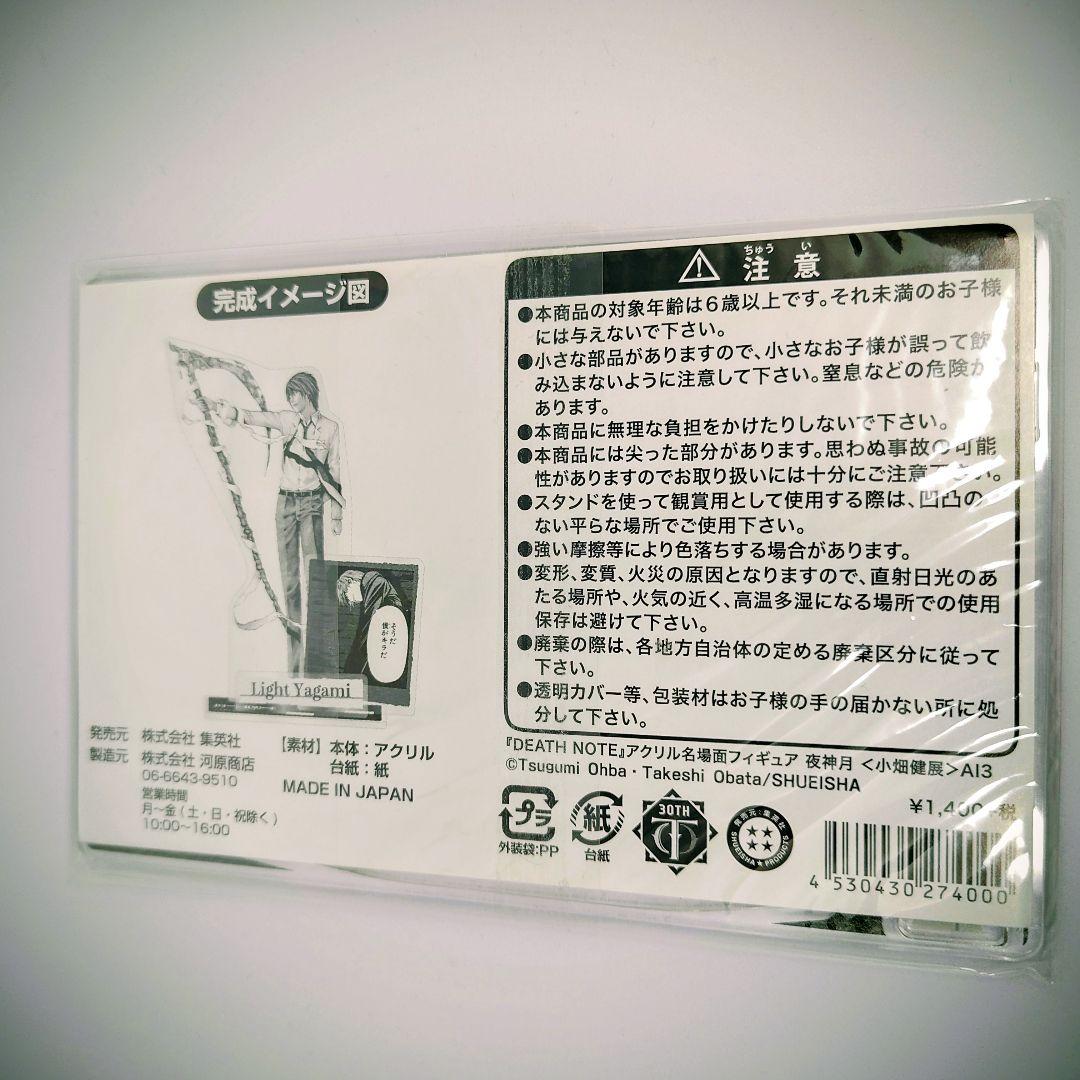 完成イメージ図
そうだ
僕がキラだ
Light Yagami
発売元 株式会社 集英社
製造元 株式会社 河原商店
06-6643-9510
営業時間
月〜金(土・日・祝除く)
10:00〜16:00
【素材】本体:アクリル
台紙:紙
MADE IN JAPAN
ちゅう い
注意
●本商品の対象年齢は6歳以上です。それ未満のお子様
には与えないで下さい。
●小さな部品がありますので、小さなお子様が誤って飲
み込まないように注意して下さい。窒息などの危険が
あります。
●本商品に無理な負担をかけたりしないで下さい。
●本商品には尖った部分があります。思わぬ事故の可能
性がありますのでお取り扱いには十分にご注意下さい。
●スタンドを使って観賞用として使用する際は、凹凸の
ない平らな場所でご使用下さい。
●強い摩擦等により色落ちする場合があります。
●変形、変質、火災の原因となりますので、直射日光のあ
たる場所や、火気の近く、高温多湿になる場所での使用
保存は避けて下さい。
●廃棄の際は、各地方自治体の定める廃棄区分に従って
下さい。
●透明カバー等、包装材はお子様の手の届かない所に処
分して下さい。
『DEATH NOTE』アクリル名場面フィギュア 夜神月 <小畑健展>A13
©Tsugumi Ohba・Takeshi Obata/SHUEISHA
¥1,400+税
プラ
外装袋:PP
紙
台紙
30TH
発売元:集英社
SHUEISHA★PRODUCTS
4 530430 274000